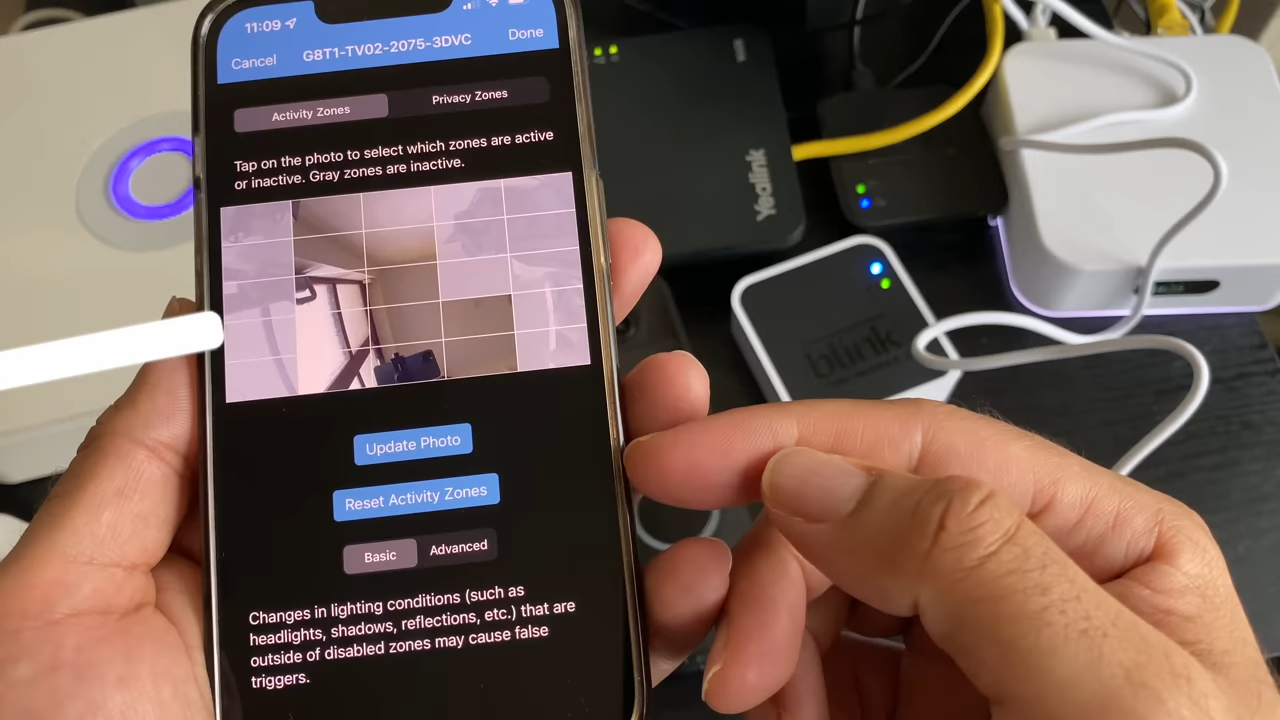 11:09
Cancel G8T1-TV02-2075-3DVC Done
Activity Zones Privacy Zones
Tap on the photo to select which zones are active
or inactive. Gray zones are inactive.
Update Photo
Reset Activity Zones
Basic Advanced
Changes in lighting conditions (such as
headlights, shadows, reflections, etc.) that are
outside of disabled zones may cause false
triggers.
Yealink
blink